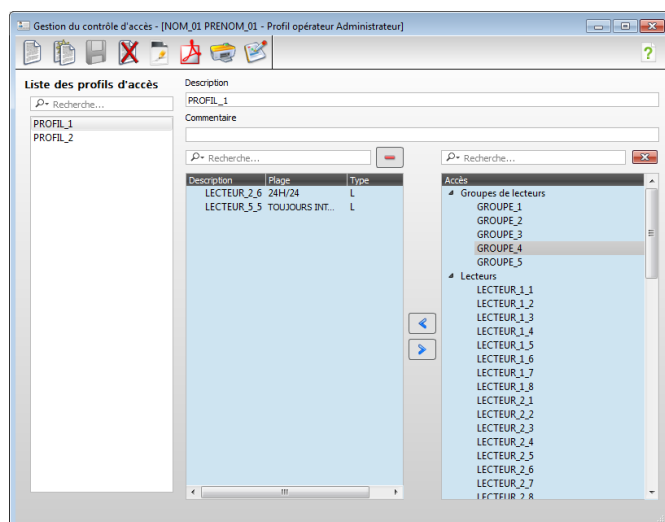 Gestion du contrôle d'accès - [NOM_01 PRENOM_01 - Profil opérateur Administrateur]
?
Liste des profils d'accès
Recherche...
PROFIL_1
PROFIL_2
Description
PROFIL_1
Commentaire
Recherche...
Description Plage Type
LECTEUR_2_6 24H/24 L
LECTEUR_5_5 TOUJOURS INT... L
Recherche...
Accès
Groupes de lecteurs
GROUPE_1
GROUPE_2
GROUPE_3
GROUPE_4
GROUPE_5
Lecteurs
LECTEUR_1_1
LECTEUR_1_2
LECTEUR_1_3
LECTEUR_1_4
LECTEUR_1_5
LECTEUR_1_6
LECTEUR_1_7
LECTEUR_1_8
LECTEUR_2_1
LECTEUR_2_2
LECTEUR_2_3
LECTEUR_2_4
LECTEUR_2_5
LECTEUR_2_6
LECTEUR_2_7
LECTEUR_2_8